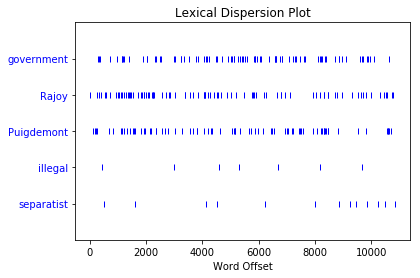 Lexical Dispersion Plot
government
Rajoy
Puigdemont
illegal
separatist
0 2000 4000 6000 8000 10000
Word Offset